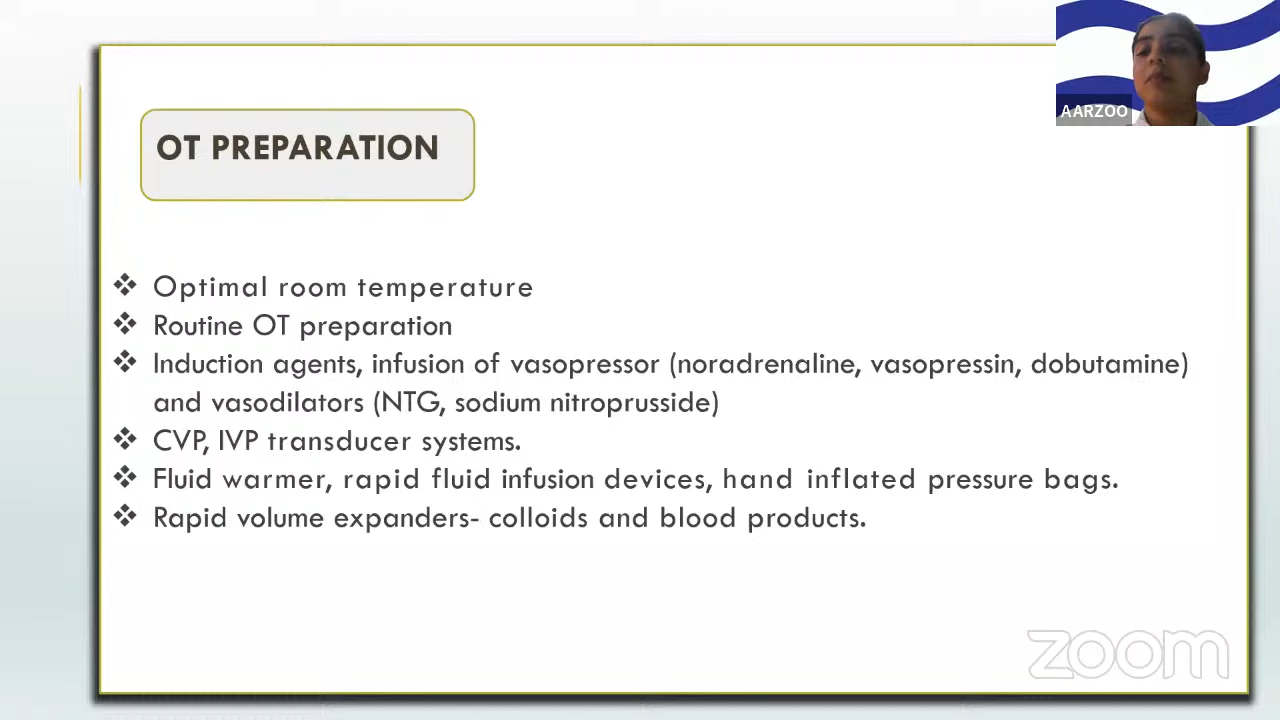 AARZOO
OT PREPARATION
❖ Optimal room temperature
❖ Routine OT preparation
❖ Induction agents, infusion of vasopressor (noradrenaline, vasopressin, dobutamine)
and vasodilators (NTG, sodium nitroprusside)
❖ CVP, IVP transducer systems.
❖ Fluid warmer, rapid fluid infusion devices, hand inflated pressure bags.
❖ Rapid volume expanders- colloids and blood products.
zoom